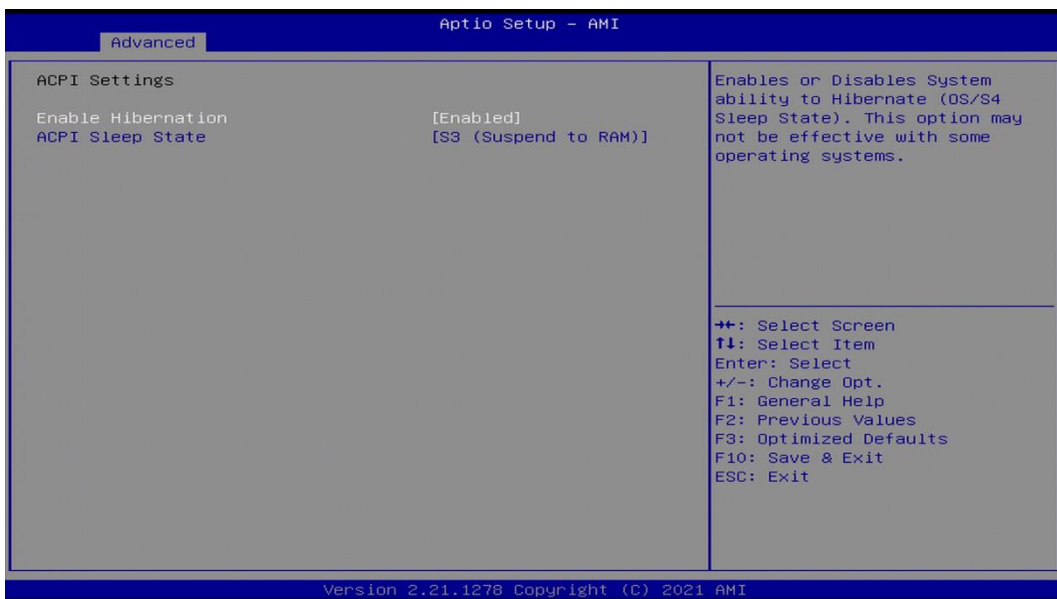 Aptio Setup – AMI
Advanced
ACPI Settings
Enable Hibernation [Enabled]
ACPI Sleep State [S3 (Suspend to RAM)]
Enables or Disables System
ability to Hibernate (OS/S4
Sleep State). This option may
not be effective with some
operating systems.
→←: Select Screen
↑↓: Select Item
Enter: Select
+/-: Change Opt.
F1: General Help
F2: Previous Values
F3: Optimized Defaults
F10: Save & Exit
ESC: Exit
Version 2.21.1278 Copyright (C) 2021 AMI